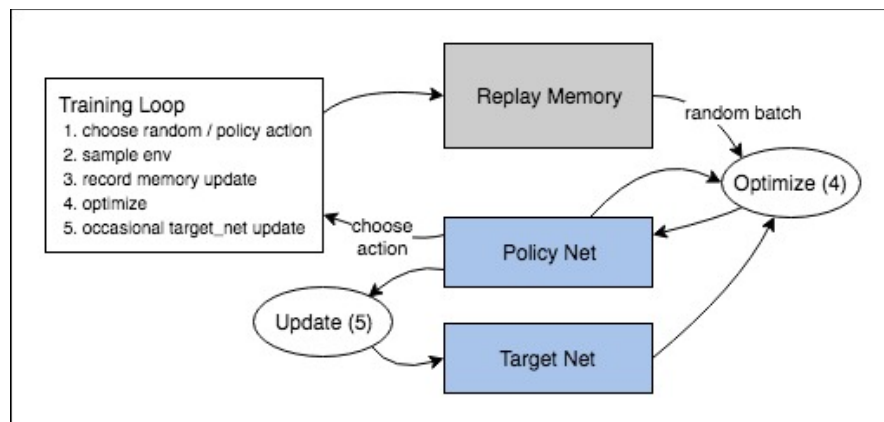 Training Loop
1. choose random / policy action
2. sample env
3. record memory update
4. optimize
5. occasional target_net update
Replay Memory
random batch
Optimize (4)
choose
action
Policy Net
Update (5)
Target Net